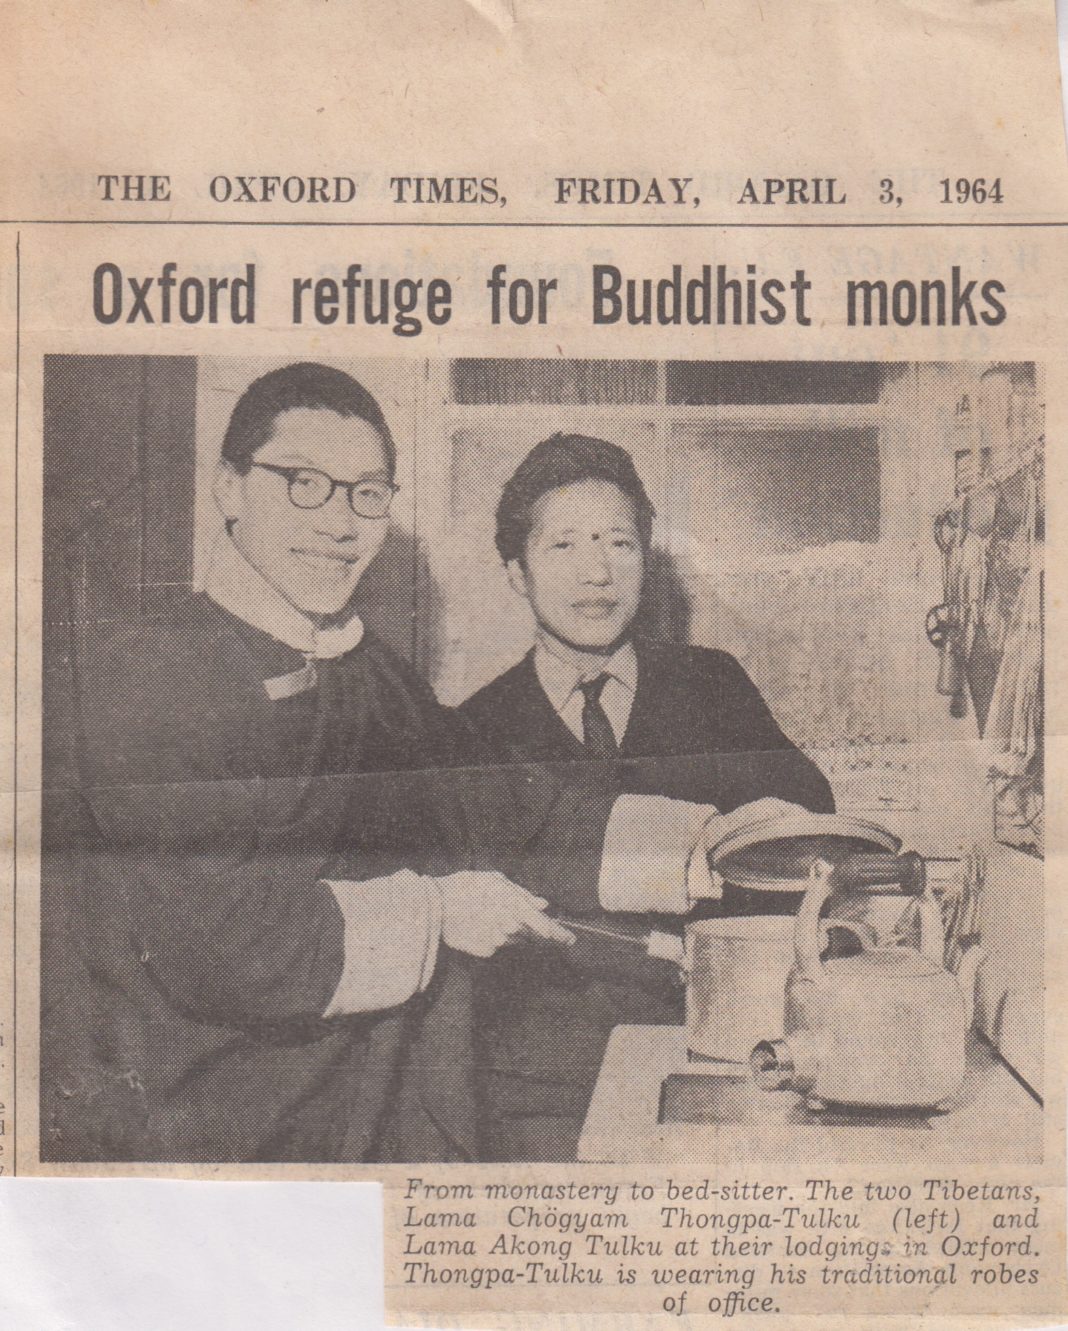 THE OXFORD TIMES, FRIDAY, APRIL 3, 1964
Oxford refuge for Buddhist monks
From monastery to bed-sitter. The two Tibetans,
Lama Chögyam Thongpa-Tulku (left) and
Lama Akong Tulku at their lodgings in Oxford.
Thongpa-Tulku is wearing his traditional robes
of office.